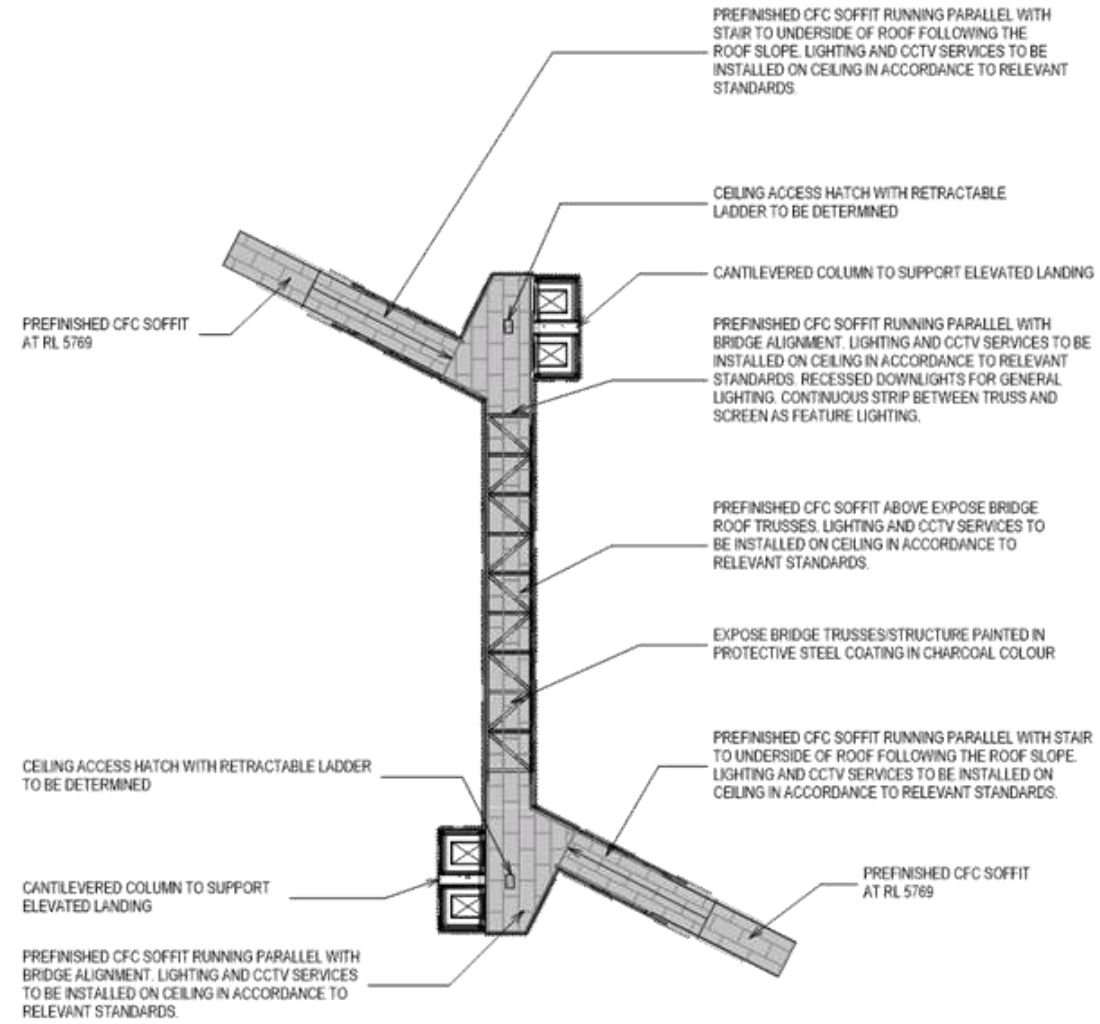 PREFINISHED CFC SOFFIT RUNNING PARALLEL WITH
STAIR TO UNDERSIDE OF ROOF FOLLOWING THE
ROOF SLOPE. LIGHTING AND CCTV SERVICES TO BE
INSTALLED ON CEILING IN ACCORDANCE TO RELEVANT
STANDARDS.
CEILING ACCESS HATCH WITH RETRACTABLE
LADDER TO BE DETERMINED
CANTILEVERED COLUMN TO SUPPORT ELEVATED LANDING
PREFINISHED CFC SOFFIT
AT RL 5769
PREFINISHED CFC SOFFIT RUNNING PARALLEL WITH
BRIDGE ALIGNMENT. LIGHTING AND CCTV SERVICES TO BE
INSTALLED ON CEILING IN ACCORDANCE TO RELEVANT
STANDARDS. RECESSED DOWNLIGHTS FOR GENERAL
LIGHTING. CONTINUOUS STRIP BETWEEN TRUSS AND
SCREEN AS FEATURE LIGHTING.
PREFINISHED CFC SOFFIT ABOVE EXPOSE BRIDGE
ROOF TRUSSES. LIGHTING AND CCTV SERVICES TO
BE INSTALLED ON CEILING IN ACCORDANCE TO
RELEVANT STANDARDS.
EXPOSE BRIDGE TRUSSES/STRUCTURE PAINTED IN
PROTECTIVE STEEL COATING IN CHARCOAL COLOUR
PREFINISHED CFC SOFFIT RUNNING PARALLEL WITH STAIR
TO UNDERSIDE OF ROOF FOLLOWING THE ROOF SLOPE.
LIGHTING AND CCTV SERVICES TO BE INSTALLED ON
CEILING IN ACCORDANCE TO RELEVANT STANDARDS.
CEILING ACCESS HATCH WITH RETRACTABLE LADDER
TO BE DETERMINED
PREFINISHED CFC SOFFIT
AT RL 5769
CANTILEVERED COLUMN TO SUPPORT
ELEVATED LANDING
PREFINISHED CFC SOFFIT RUNNING PARALLEL WITH
BRIDGE ALIGNMENT. LIGHTING AND CCTV SERVICES
TO BE INSTALLED ON CEILING IN ACCORDANCE TO
RELEVANT STANDARDS.